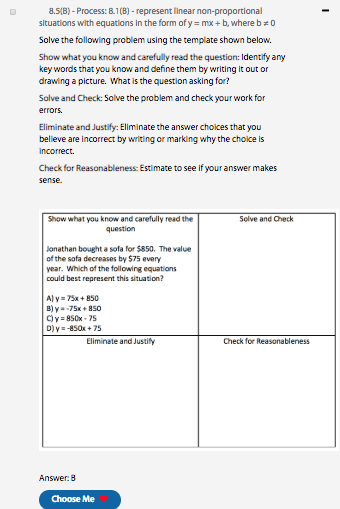 8.5(B) - Process: 8.1(B) - represent linear non-proportional
situations with equations in the form of y = mx + b, where b ≠ 0
Solve the following problem using the template shown below.
Show what you know and carefully read the question: Identify any
key words that you know and define them by writing it out or
drawing a picture. What is the question asking for?
Solve and Check: Solve the problem and check your work for
errors.
Eliminate and Justify: Eliminate the answer choices that you
believe are incorrect by writing or marking why the choice is
incorrect.
Check for Reasonableness: Estimate to see if your answer makes
sense.
Show what you know and carefully read the
question
Jonathan bought a sofa for $850. The value
of the sofa decreases by $75 every
year. Which of the following equations
could best represent this situation?
A) y = 75x + 850
B) y = -75x + 850
C) y = 850x - 75
D) y = -850x + 75
Solve and Check
Eliminate and Justify
Check for Reasonableness
Answer: B
Choose Me